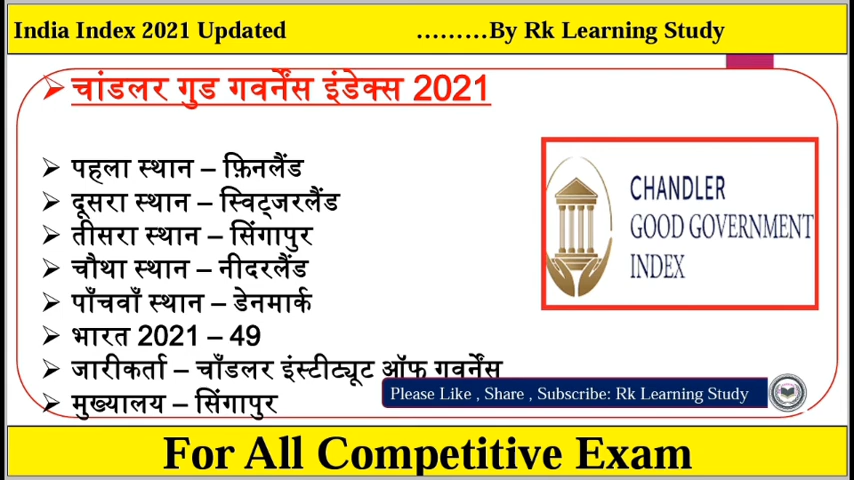 India Index 2021 Updated ………By Rk Learning Study
➢ चांडलर गुड गवर्नेंस इंडेक्स 2021
➢ पहला स्थान – फ़िनलैंड
➢ दूसरा स्थान – स्विट्जरलैंड
➢ तीसरा स्थान – सिंगापुर
➢ चौथा स्थान – नीदरलैंड
➢ पाँचवाँ स्थान – डेनमार्क
➢ भारत 2021 – 49
➢ जारीकर्ता – चाँडलर इंस्टीट्यूट ऑफ गवर्नेंस
➢ मुख्यालय – सिंगापुर
CHANDLER
GOOD GOVERNMENT
INDEX
Please Like , Share , Subscribe: Rk Learning Study
For All Competitive Exam